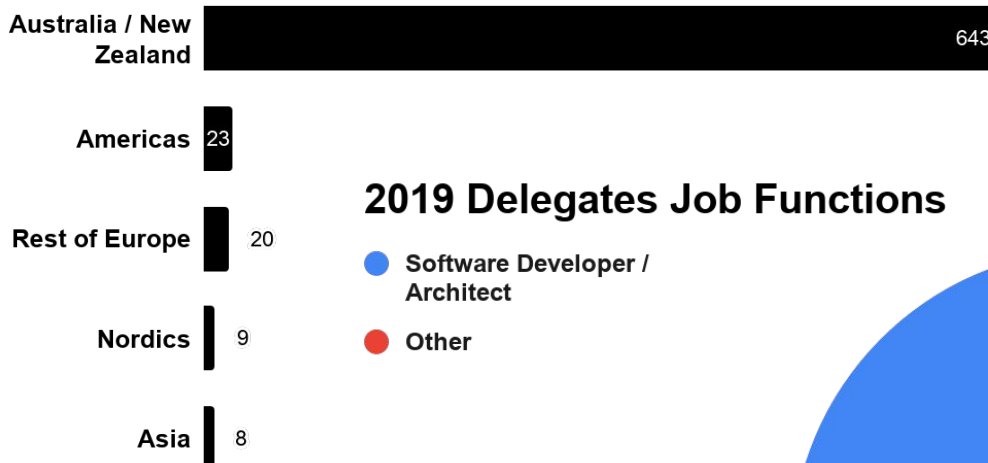 Australia / New
Zealand
643
Americas
23
2019 Delegates Job Functions
Rest of Europe
20
Software Developer /
Architect
Nordics
9
Other
Asia
8